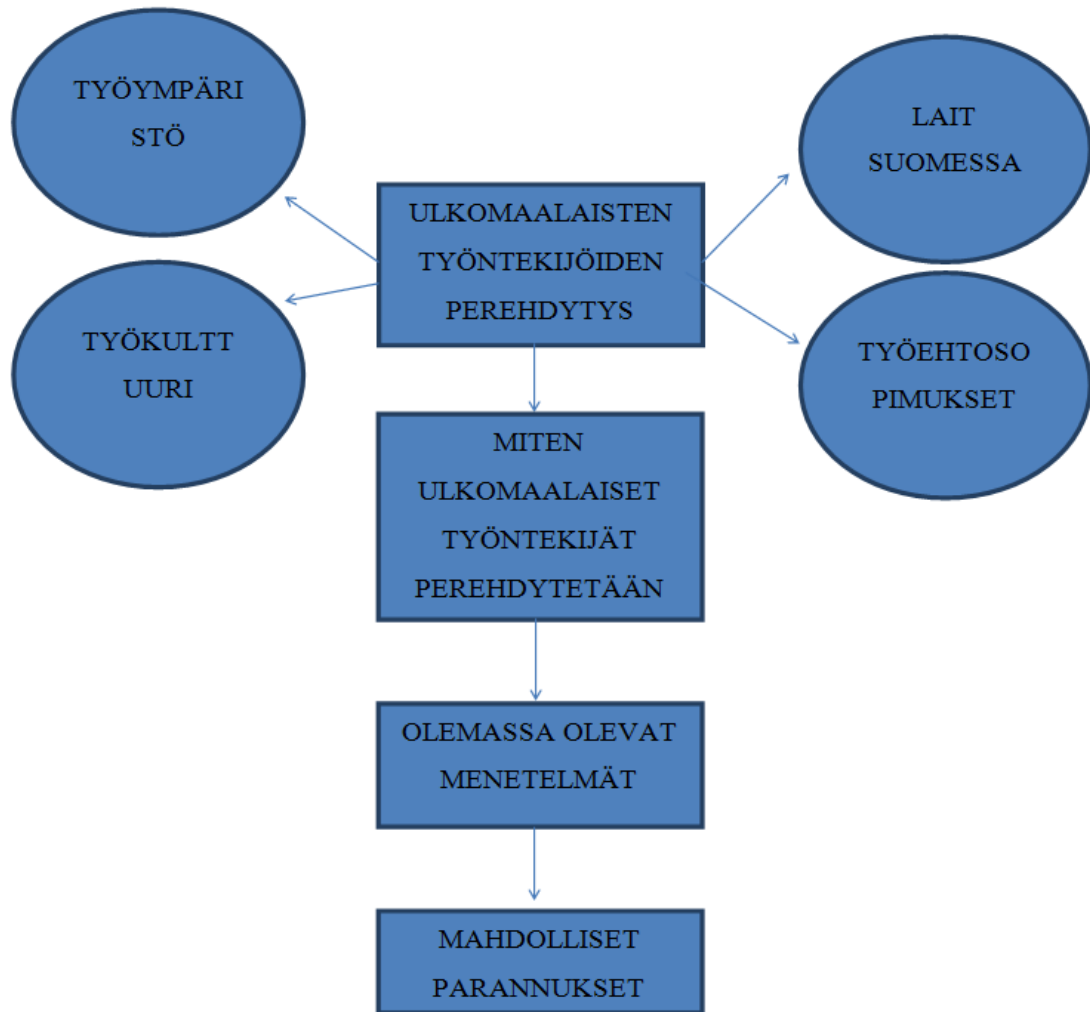 TYÖYMPÄRI
STÖ
LAIT
SUOMESSA
ULKOMAALAISTEN
TYÖNTEKIJÖIDEN
PEREHDYTYS
TYÖKULTT
UURI
TYÖEHTOSO
PIMUKSET
MITEN
ULKOMAALAISET
TYÖNTEKIJÄT
PEREHDYTETÄÄN
OLEMASSA OLEVAT
MENETELMÄT
MAHDOLLISET
PARANNUKSET